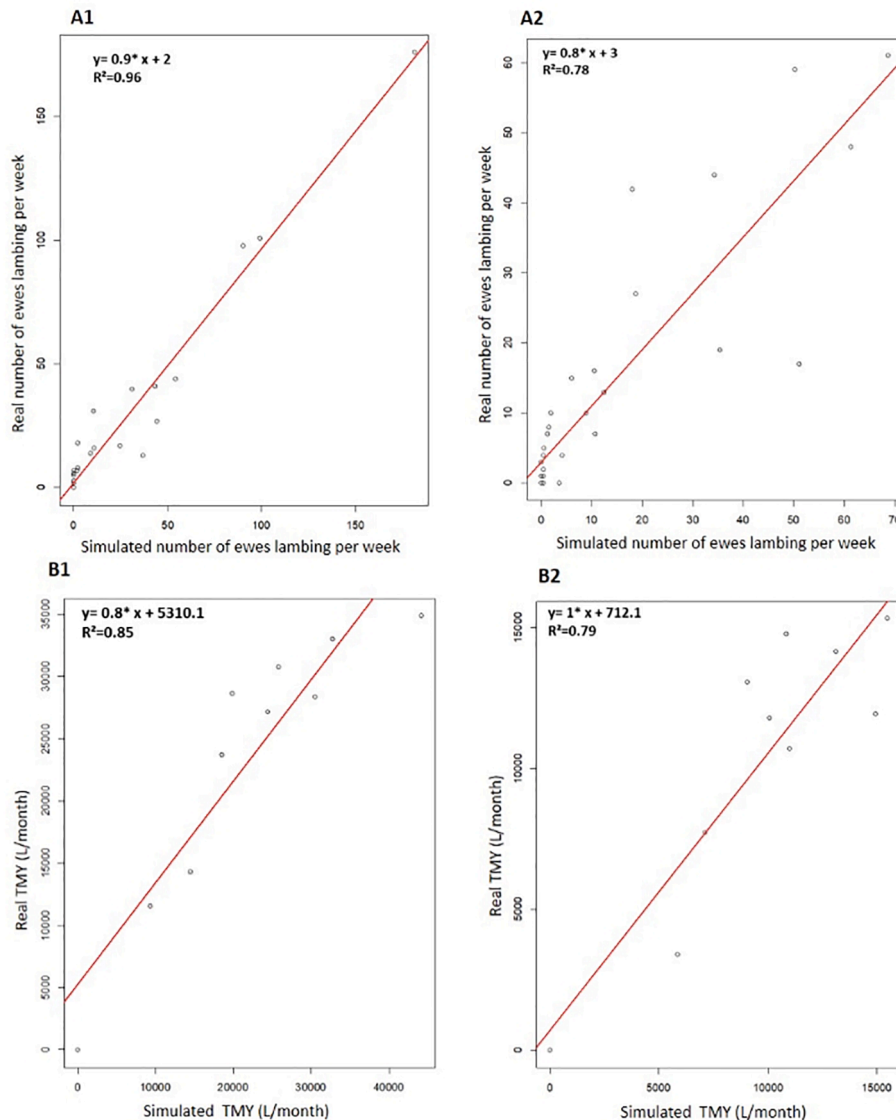 A1
y= 0.9* x + 2
R²=0.96
Real number of ewes lambing per week
150
100
50
0
0 50 100 150
Simulated number of ewes lambing per week
A2
y= 0.8* x + 3
R²=0.78
Real number of ewes lambing per week
60
50
40
30
20
10
0
0 10 20 30 40 50 60 70
Simulated number of ewes lambing per week
B1
y= 0.8* x + 5310.1
R²=0.85
Real TMY (L/month)
35000
30000
25000
20000
15000
10000
5000
0
0 10000 20000 30000 40000
Simulated TMY (L/month)
B2
y= 1* x + 712.1
R²=0.79
Real TMY (L/month)
15000
10000
5000
0
0 5000 10000 15000
Simulated TMY (L/month)